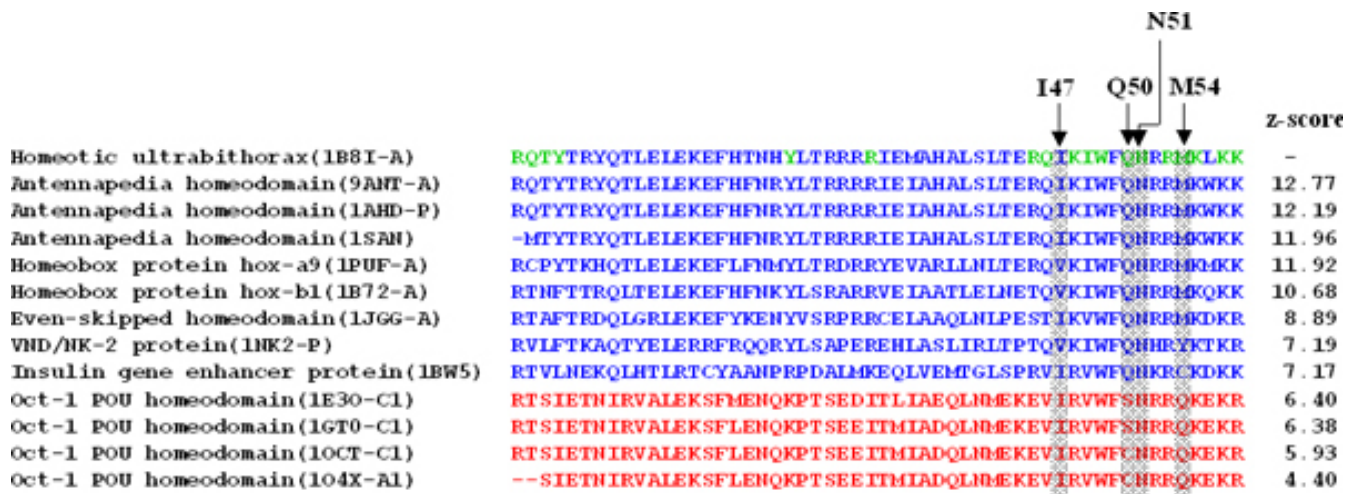 N51
I47 Q50 M54
z-score
Homeotic ultrabithorax(1B8I-A) RQTYTRYQTLELEKEFHTNHYLTRRRRIEMAHALSLTERQIKIWFQNRRMKLKK -
Antennapedia homeodomain(9ANT-A) RQTYTRYQTLELEKEFHFNRYLTRRRRIEIAHALSLTERQIKIWFQNRRMKWKK 12.77
Antennapedia homeodomain(1AHD-P) RQTYTRYQTLELEKEFHFNRYLTRRRRIEIAHALSLTERQIKIWFQNRRMKWKK 12.19
Antennapedia homeodomain(1SAN) -MTYTRYQTLELEKEFHFNRYLTRRRRIEIAHALSLTERQIKIWFQNRRMKWKK 11.96
Homeobox protein hox-a9(1PUF-A) RCPYTKHQTLELEKEFLFNMYLTRDRRYEVARLLNLTERQVKIWFQNRRMKMKK 11.92
Homeobox protein hox-b1(1B72-A) RTNFTTRQLTELEKEFHFNKYLSRARRVEIAATLELNETQVKIWFQNRRMKQKK 10.68
Even-skipped homeodomain(1JGG-A) RTAFTRDQLGRLEKEFYKENYVSRPRRCELAAQLNLPESTIKVWFQNRRMKDKR 8.89
VND/NK-2 protein(1NK2-P) RVLFTKAQTYELERRFRQQRYLSAPEREHLASLIRLTPTQVKIWFQNHRYKTKR 7.19
Insulin gene enhancer protein(1BW5) RTVLNEKQLHTLRTCYAANPRPDALMKEQLVEMTGLSPRVIRVWFQNKRCKDKK 7.17
Oct-1 POU homeodomain(1E3O-C1) RTSIETNIRVALEKSFMENQKPTSEDITLIAEQLNMEKEVIRVWFSNRRQKEKR 6.40
Oct-1 POU homeodomain(1GT0-C1) RTSIETNIRVALEKSFLENQKPTSEEITMIADQLNMEKEVIRVWFSNRRQKEKR 6.38
Oct-1 POU homeodomain(1OCT-C1) RTSIETNIRVALEKSFLENQKPTSEEITMIADQLNMEKEVIRVWFCNRRQKEKR 5.93
Oct-1 POU homeodomain(1O4X-A1) --SIETNIRVALEKSFLENQKPTSEEITMIADQLNMEKEVIRVWFCNRRQKEKR 4.40